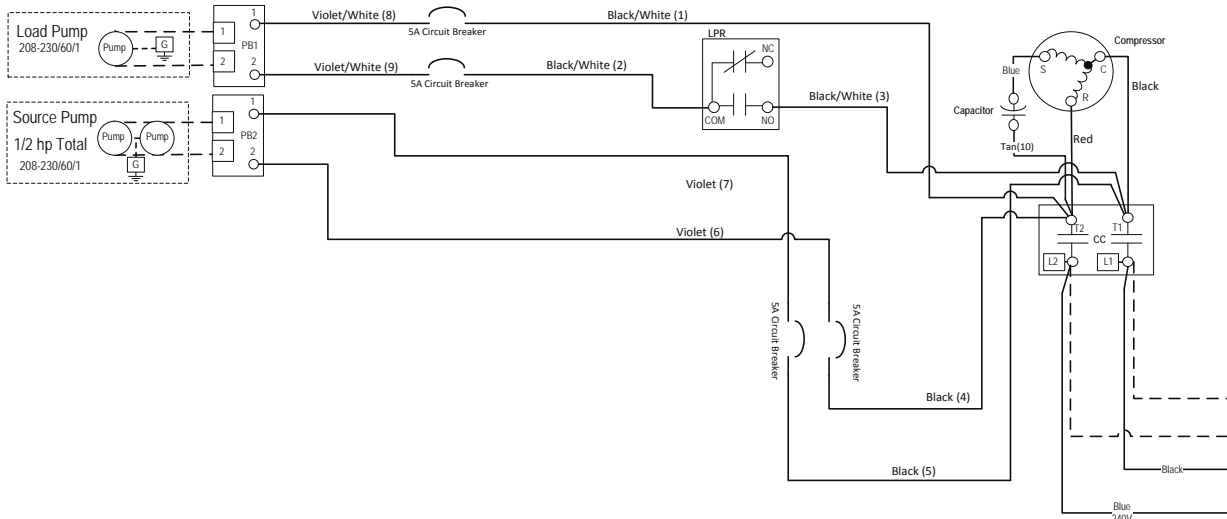 Load Pump
208-230/60/1
Pump
G
1
2
1
PB1
2
Violet/White (8)
5A Circuit Breaker
Black/White (1)
Violet/White (9)
5A Circuit Breaker
Black/White (2)
LPR
NC
COM
NO
Black/White (3)
Compressor
Blue
S
C
R
Black
Capacitor
Tan(10)
Red
Source Pump
1/2 hp Total
208-230/60/1
Pump
Pump
G
1
2
1
PB2
2
Violet (7)
Violet (6)
T2
CC
T1
L2
L1
5A Circuit Breaker
5A Circuit Breaker
Black (4)
Black (5)
Black
Blue
240V